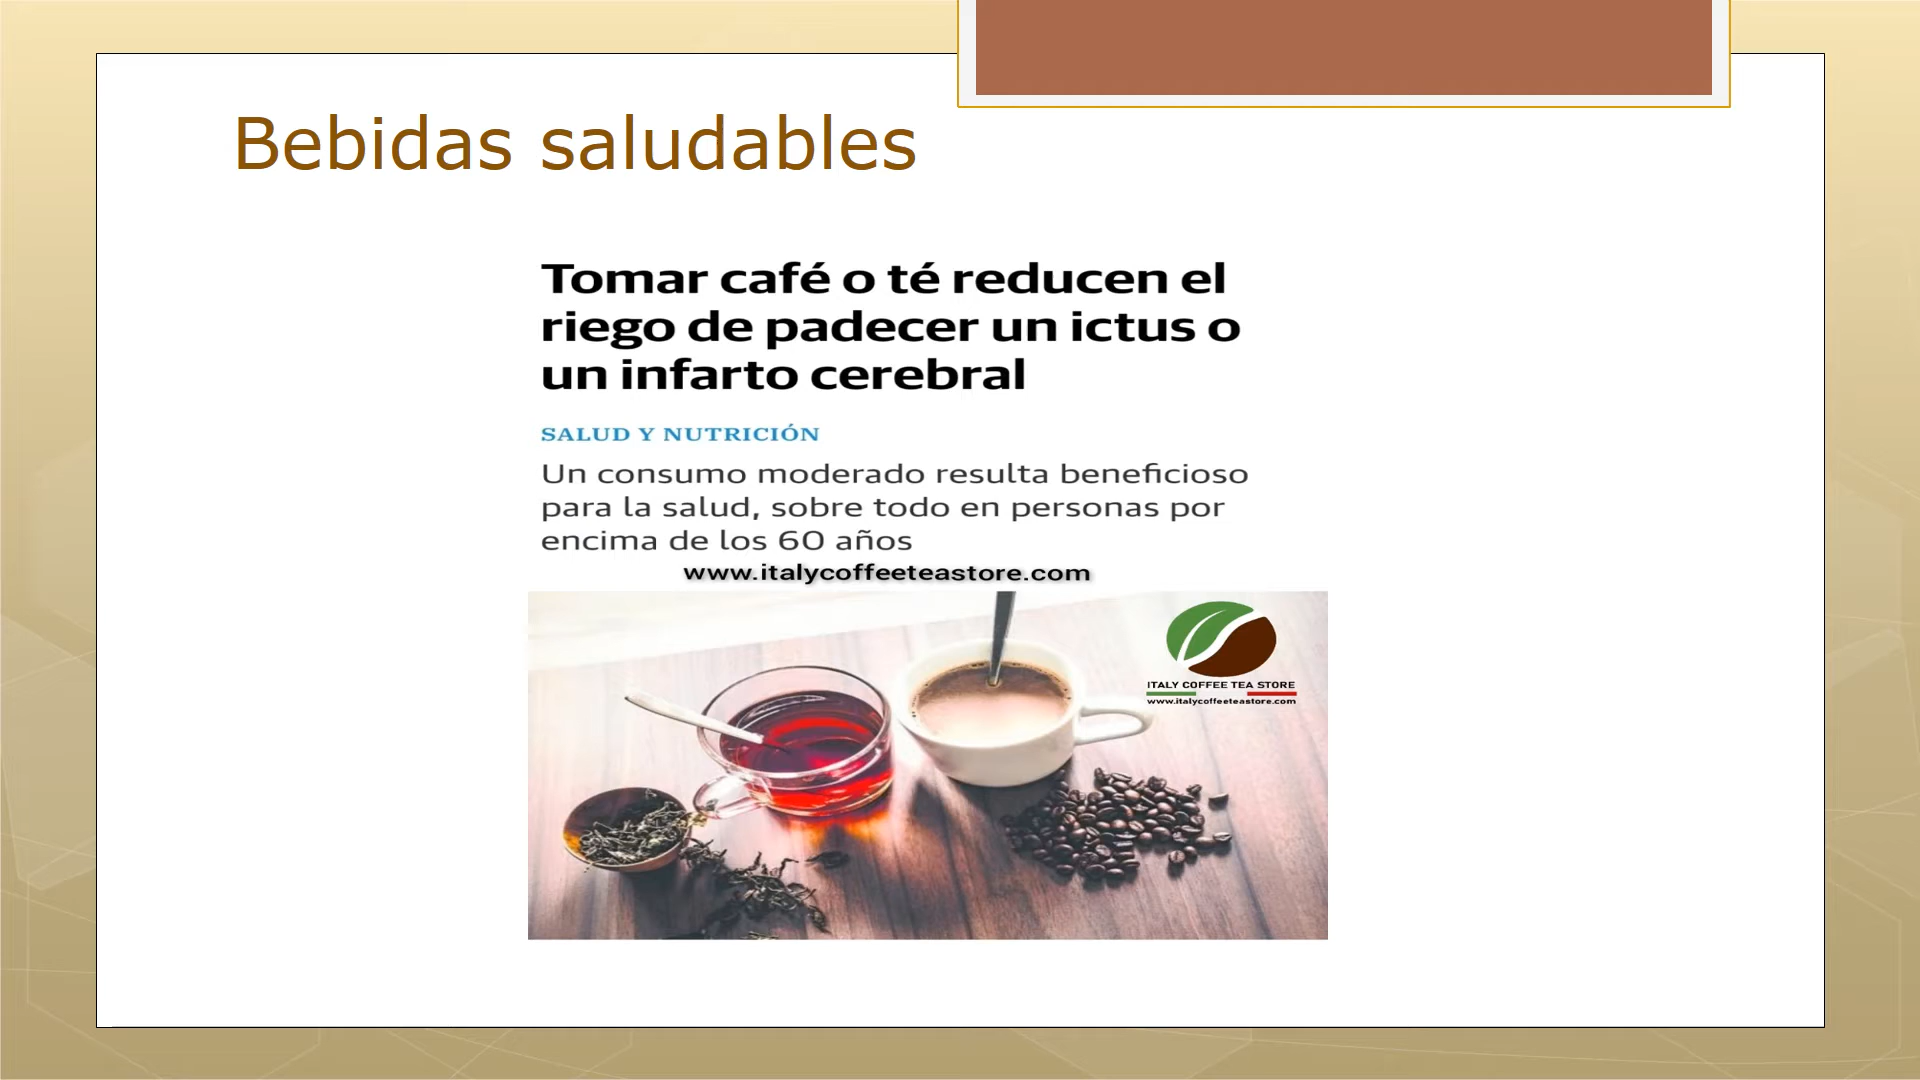 Bebidas saludables
Tomar café o té reducen el
riego de padecer un ictus o
un infarto cerebral
SALUD Y NUTRICIÓN
Un consumo moderado resulta beneficioso
para la salud, sobre todo en personas por
encima de los 60 años
www.italycoffeeteastore.com
ITALY COFFEE TEA STORE
www.italycoffeeteastore.com